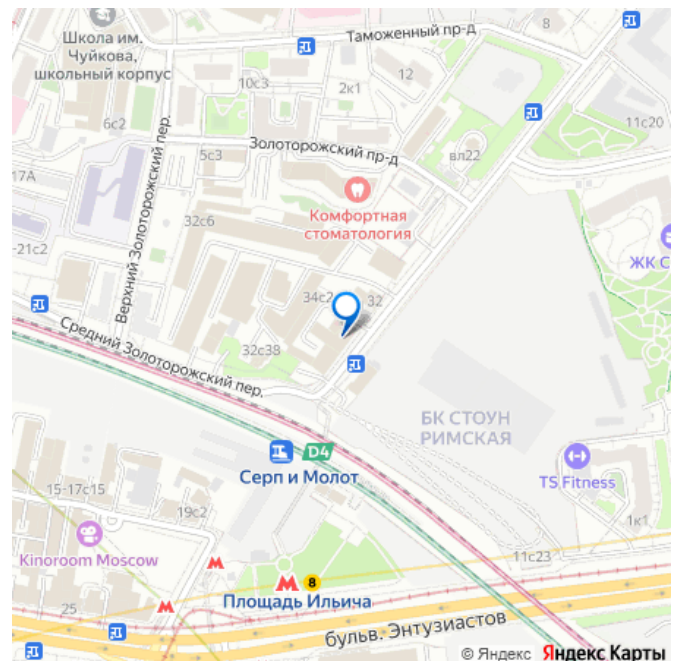 Школа им.
Чуйкова,
школьный корпус
Таможенный пр-д
10с3
2к1
12
6с2
5с3
Золоторожский пр-д
вл22
11с20
17А
Верхний Золоторожский пер.
32с6
Комфортная
стоматология
-21с2
ЖК С
34с2
32
Средний Золоторожский пер.
32с38
БК СТОУН
РИМСКАЯ
D4
Серп и Молот
TS Fitness
15-17с15
19с2
1к1
Kinoroom Moscow
11с23
8
Площадь Ильича
25
бульв. Энтузиастов
© Яндекс Яндекс Карты